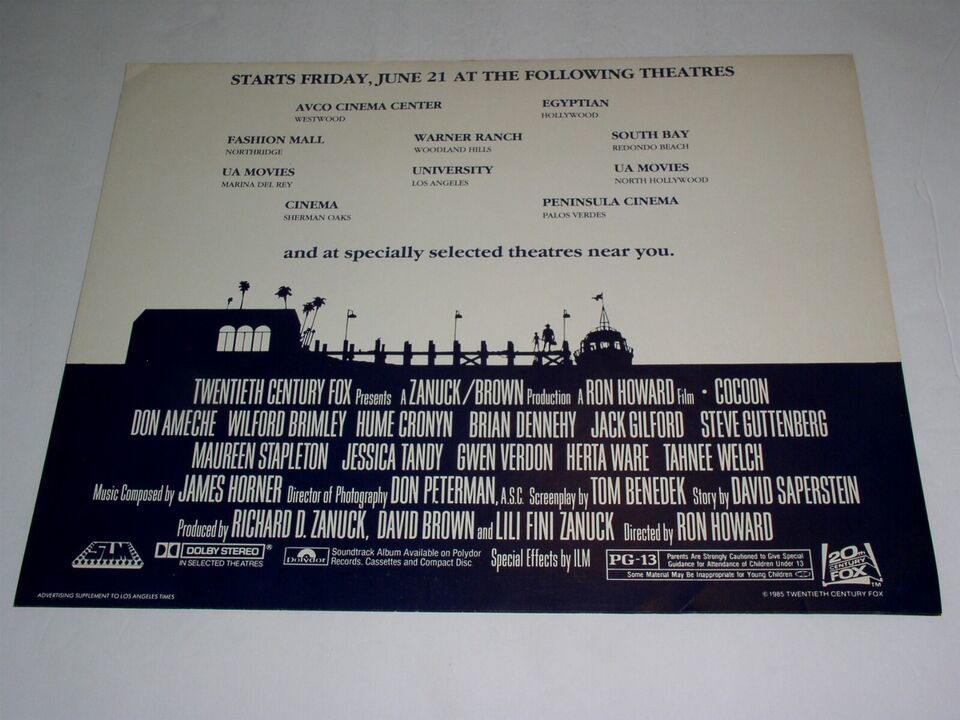 STARTS FRIDAY, JUNE 21 AT THE FOLLOWING THEATRES
AVCO CINEMA CENTER
WESTWOOD
EGYPTIAN
HOLLYWOOD
FASHION MALL
NORTHRIDGE
WARNER RANCH
WOODLAND HILLS
SOUTH BAY
REDONDO BEACH
UA MOVIES
MARINA DEL REY
UNIVERSITY
LOS ANGELES
UA MOVIES
NORTH HOLLYWOOD
CINEMA
SHERMAN OAKS
PENINSULA CINEMA
PALOS VERDES
and at specially selected theatres near you.
TWENTIETH CENTURY FOX Presents A ZANUCK/BROWN Production A RON HOWARD Film · COCOON
DON AMECHE WILFORD BRIMLEY HUME CRONYN BRIAN DENNEHY JACK GILFORD STEVE GUTTENBERG
MAUREEN STAPLETON JESSICA TANDY GWEN VERDON HERTA WARE TAHNEE WELCH
Music Composed by JAMES HORNER Director of Photography DON PETERMAN, A.S.C. Screenplay by TOM BENEDEK Story by DAVID SAPERSTEIN
Produced by RICHARD D. ZANUCK, DAVID BROWN and LILI FINI ZANUCK Directed by RON HOWARD
DOLBY STEREO ®
IN SELECTED THEATRES
polydor
Soundtrack Album Available on Polydor
Records. Cassettes and Compact Disc
Special Effects by ILM
PG-13 Parents Are Strongly Cautioned to Give Special
Guidance for Attendance of Children Under 13
Some Material May Be Inappropriate for Young Children
20th
CENTURY
FOX
TM
ADVERTISING SUPPLEMENT TO LOS ANGELES TIMES
© 1985 TWENTIETH CENTURY FOX